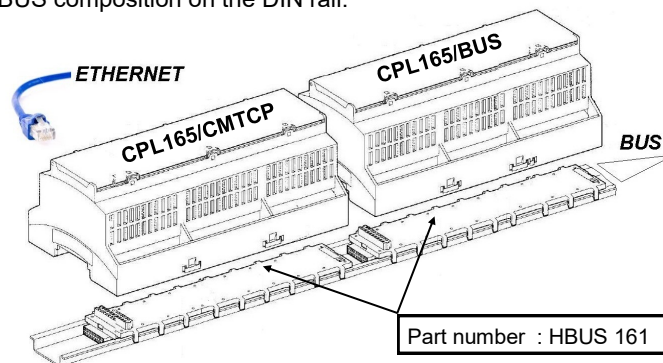 BUS composition on the DIN rail.
ETHERNET
CPL165/BUS
CPL165/CMTCP
BUS
Part number : HBUS 161